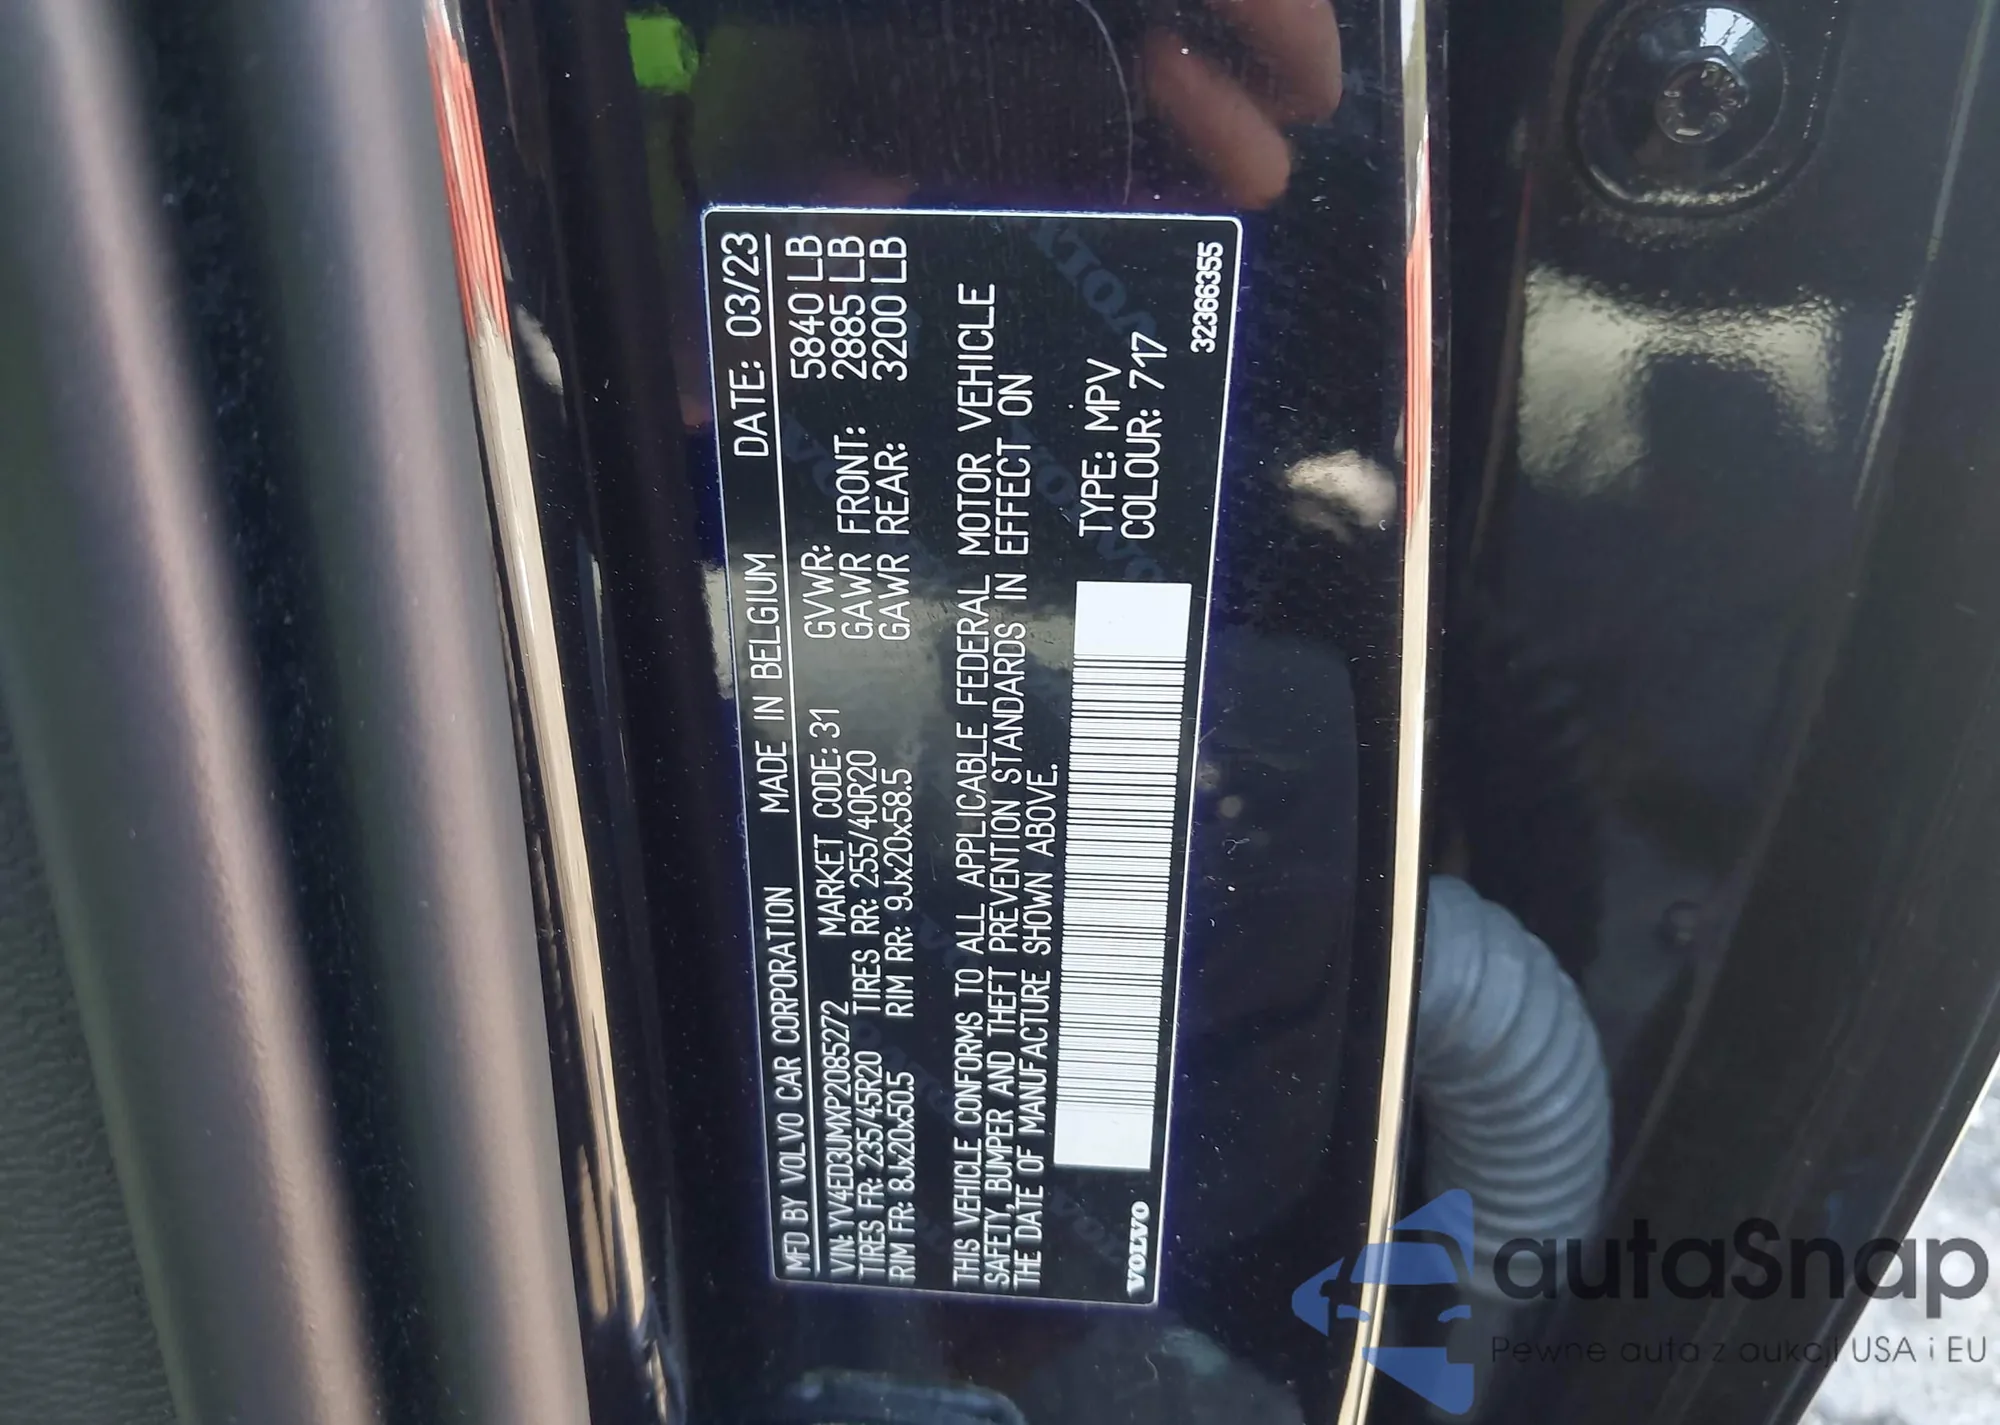 MFD BY VOLVO CAR CORPORATION MADE IN BELGIUM DATE: 03/23
VIN: YV4ED3UMXP2085272 MARKET CODE: 31 GVWR: 5840 LB
TIRES FR: 235/45R20 TIRES RR: 255/40R20 GAWR FRONT: 2885 LB
RIM FR: 8Jx20x50.5 RIM RR: 9Jx20x58.5 GAWR REAR: 3200 LB
THIS VEHICLE CONFORMS TO ALL APPLICABLE FEDERAL MOTOR VEHICLE
SAFETY, BUMPER AND THEFT PREVENTION STANDARDS IN EFFECT ON
THE DATE OF MANUFACTURE SHOWN ABOVE.
TYPE: MPV
COLOUR: 717
VOLVO
32366355
autaSnap
Pewne auta z aukcji USA i EU